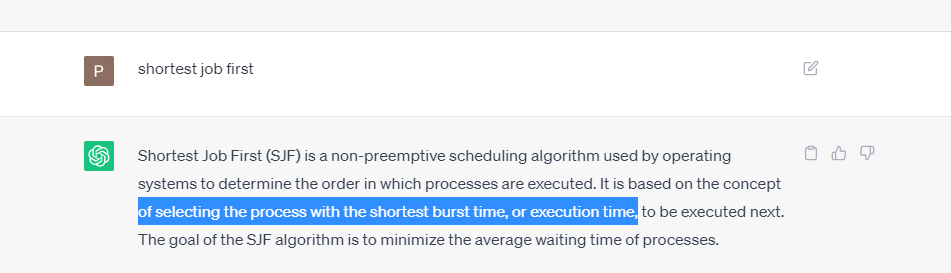 P
shortest job first
Shortest Job First (SJF) is a non-preemptive scheduling algorithm used by operating
systems to determine the order in which processes are executed. It is based on the concept
of selecting the process with the shortest burst time, or execution time, to be executed next.
The goal of the SJF algorithm is to minimize the average waiting time of processes.